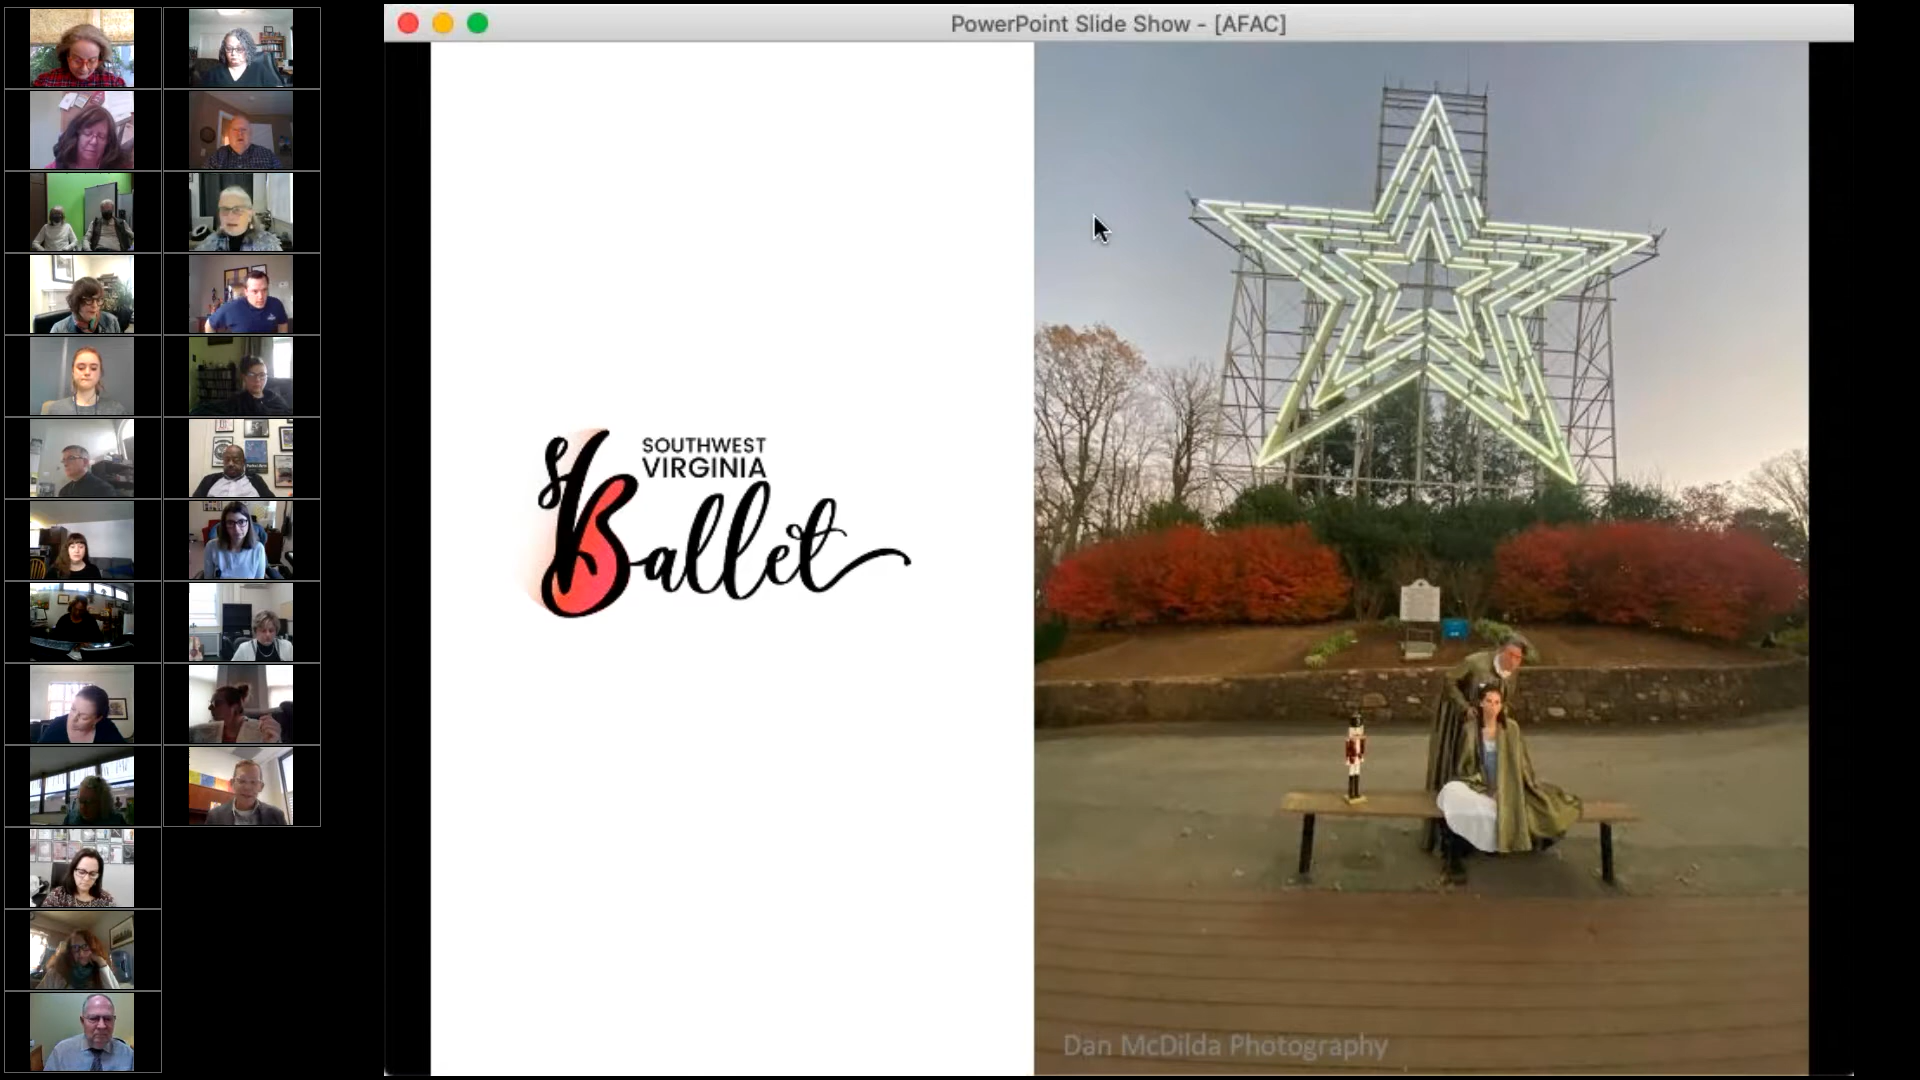 PowerPoint Slide Show - [AFAC]
SOUTHWEST
VIRGINIA
Ballet
Dan McDilda Photography